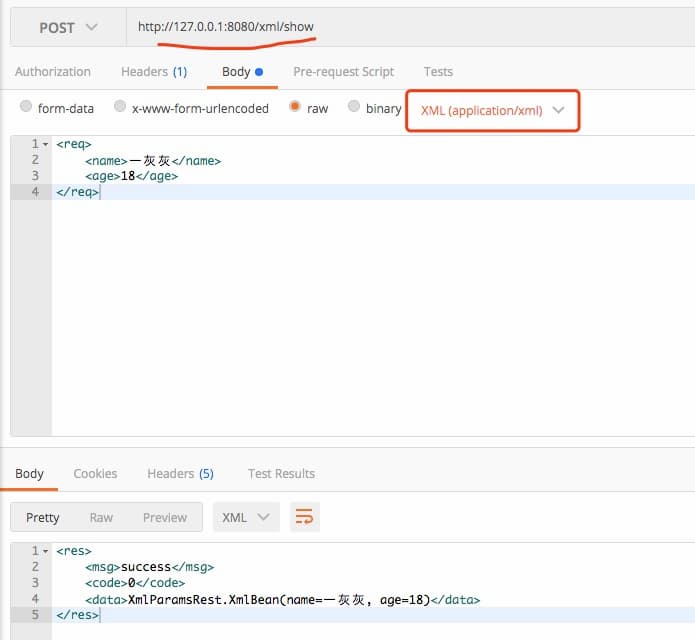 POST
http://127.0.0.1:8080/xml/show
Authorization Headers (1) Body Pre-request Script Tests
form-data x-www-form-urlencoded raw binary XML (application/xml)
1 <req>
2 <name>一灰灰</name>
3 <age>18</age>
4 </req>
Body Cookies Headers (5) Test Results
Pretty Raw Preview XML
1 <res>
2 <msg>success</msg>
3 <code>0</code>
4 <data>XmlParamsRest.XmlBean(name=一灰灰, age=18)</data>
5 </res>